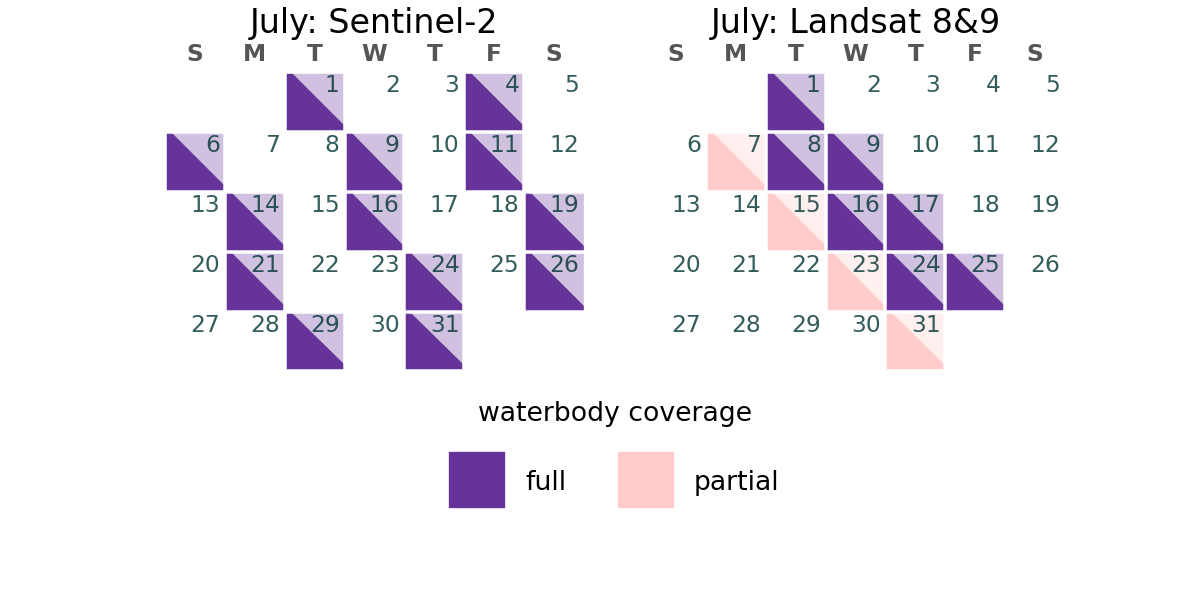 July: Sentinel-2
S M T W T F S
1 2 3 4 5
6 7 8 9 10 11 12
13 14 15 16 17 18 19
20 21 22 23 24 25 26
27 28 29 30 31
July: Landsat 8&9
S M T W T F S
1 2 3 4 5
6 7 8 9 10 11 12
13 14 15 16 17 18 19
20 21 22 23 24 25 26
27 28 29 30 31
waterbody coverage
full
partial